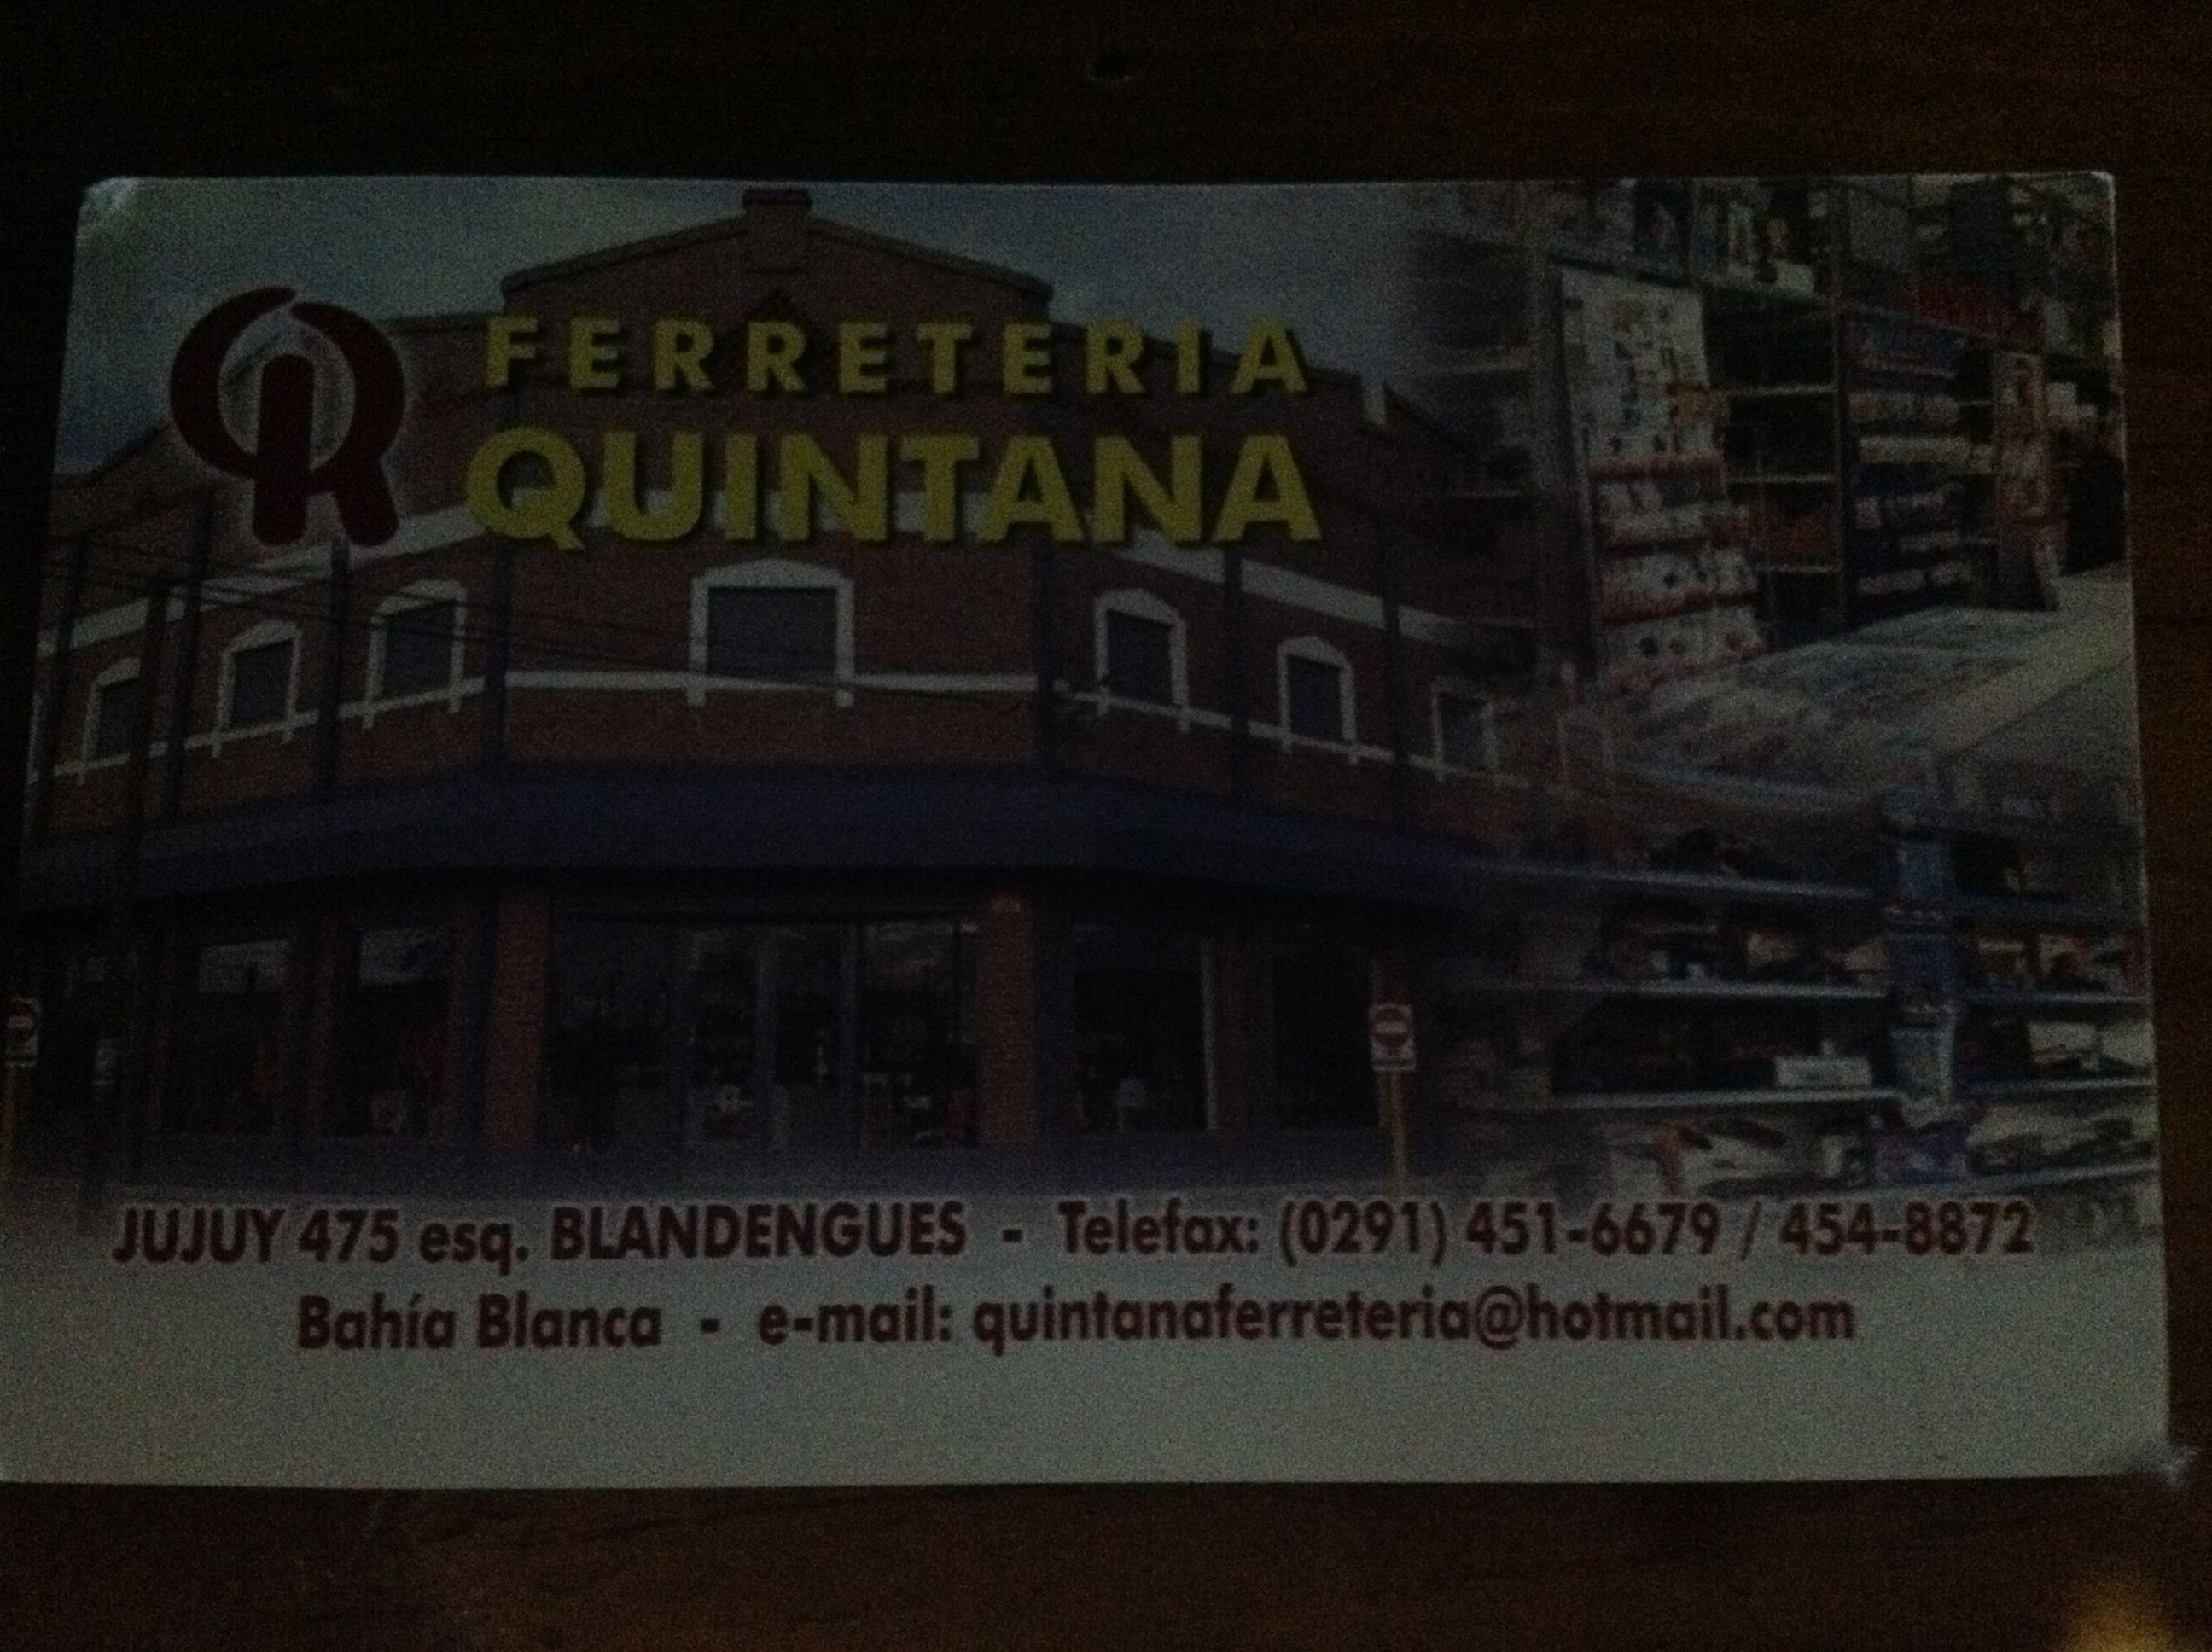 FERRETERIA
QUINTANA
JUJUY 475 esq. BLANDENGUES - Telefax: (0291) 451-6679 / 454-8872
Bahía Blanca - e-mail: quintanaferreteria@hotmail.com